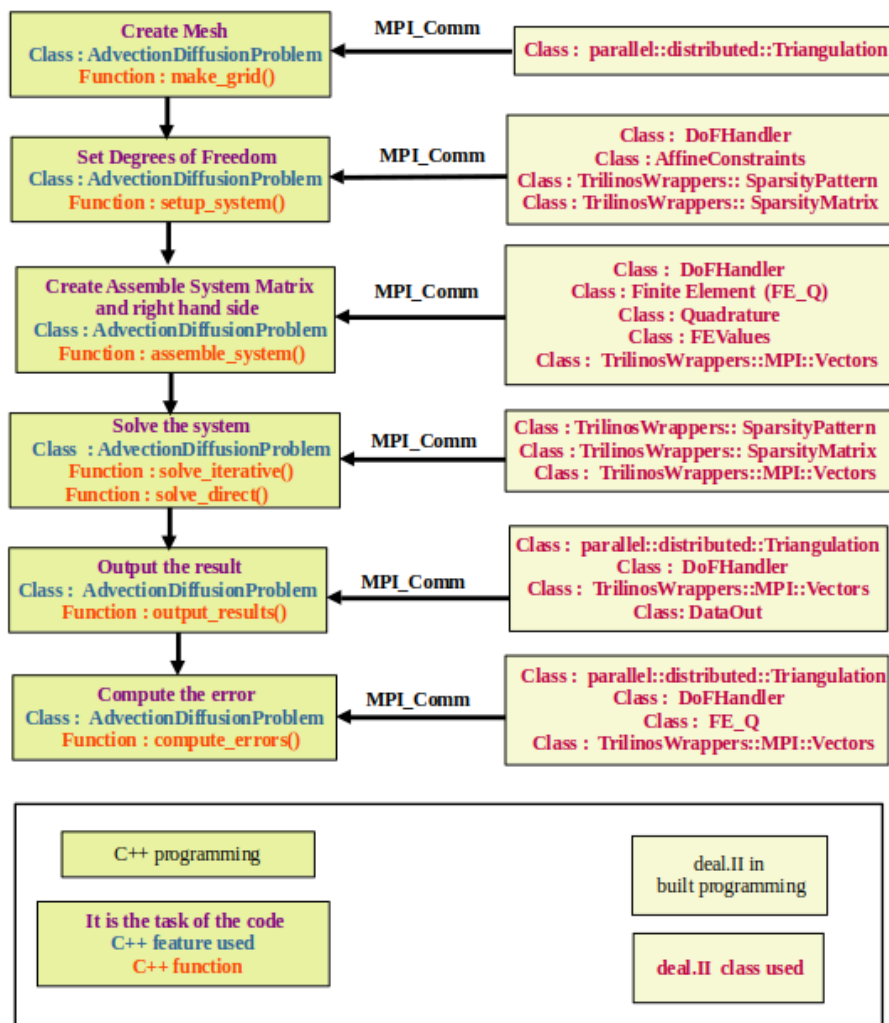 Create Mesh
Class : AdvectionDiffusionProblem
Function : make_grid()
MPI_Comm
Class : parallel::distributed::Triangulation
Set Degrees of Freedom
Class : AdvectionDiffusionProblem
Function : setup_system()
MPI_Comm
Class : DoFHandler
Class : AffineConstraints
Class : TrilinosWrappers:: SparsityPattern
Class : TrilinosWrappers:: SparsityMatrix
Create Assemble System Matrix
and right hand side
Class : AdvectionDiffusionProblem
Function : assemble_system()
MPI_Comm
Class : DoFHandler
Class : Finite Element (FE_Q)
Class : Quadrature
Class : FEValues
Class : TrilinosWrappers::MPI::Vectors
Solve the system
Class : AdvectionDiffusionProblem
Function : solve_iterative()
Function : solve_direct()
MPI_Comm
Class : TrilinosWrappers:: SparsityPattern
Class : TrilinosWrappers:: SparsityMatrix
Class : TrilinosWrappers::MPI::Vectors
Output the result
Class : AdvectionDiffusionProblem
Function : output_results()
MPI_Comm
Class : parallel::distributed::Triangulation
Class : DoFHandler
Class : TrilinosWrappers::MPI::Vectors
Class: DataOut
Compute the error
Class : AdvectionDiffusionProblem
Function : compute_errors()
MPI_Comm
Class : parallel::distributed::Triangulation
Class : DoFHandler
Class : FE_Q
Class : TrilinosWrappers::MPI::Vectors
C++ programming
deal.II in
built programming
It is the task of the code
C++ feature used
C++ function
deal.II class used